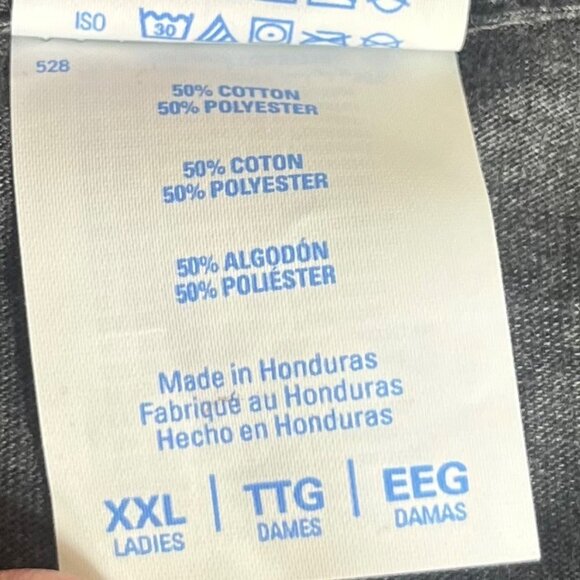 ISO 30
528
50% COTTON
50% POLYESTER
50% COTON
50% POLYESTER
50% ALGODÓN
50% POLIÉSTER
Made in Honduras
Fabriqué au Honduras
Hecho en Honduras
XXL | TTG | EEG
LADIES DAMES DAMAS